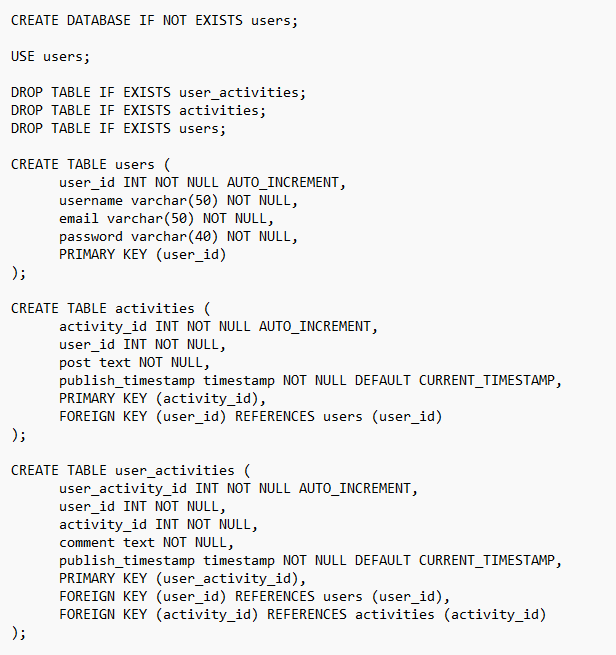 CREATE DATABASE IF NOT EXISTS users;
USE users;
DROP TABLE IF EXISTS user_activities;
DROP TABLE IF EXISTS activities;
DROP TABLE IF EXISTS users;
CREATE TABLE users (
user_id INT NOT NULL AUTO_INCREMENT,
username varchar(50) NOT NULL,
email varchar(50) NOT NULL,
password varchar(40) NOT NULL,
PRIMARY KEY (user_id)
);
CREATE TABLE activities (
activity_id INT NOT NULL AUTO_INCREMENT,
user_id INT NOT NULL,
post text NOT NULL,
publish_timestamp timestamp NOT NULL DEFAULT CURRENT_TIMESTAMP,
PRIMARY KEY (activity_id),
FOREIGN KEY (user_id) REFERENCES users (user_id)
);
CREATE TABLE user_activities (
user_activity_id INT NOT NULL AUTO_INCREMENT,
user_id INT NOT NULL,
activity_id INT NOT NULL,
comment text NOT NULL,
publish_timestamp timestamp NOT NULL DEFAULT CURRENT_TIMESTAMP,
PRIMARY KEY (user_activity_id),
FOREIGN KEY (user_id) REFERENCES users (user_id),
FOREIGN KEY (activity_id) REFERENCES activities (activity_id)
);